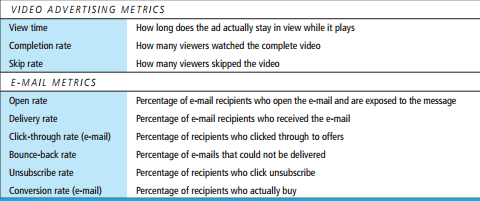 VIDEO ADVERTISING METRICS
View time How long does the ad actually stay in view while it plays
Completion rate How many viewers watched the complete video
Skip rate How many viewers skipped the video
E-MAIL METRICS
Open rate Percentage of e-mail recipients who open the e-mail and are exposed to the message
Delivery rate Percentage of e-mail recipients who received the e-mail
Click-through rate (e-mail) Percentage of recipients who clicked through to offers
Bounce-back rate Percentage of e-mails that could not be delivered
Unsubscribe rate Percentage of recipients who click unsubscribe
Conversion rate (e-mail) Percentage of recipients who actually buy